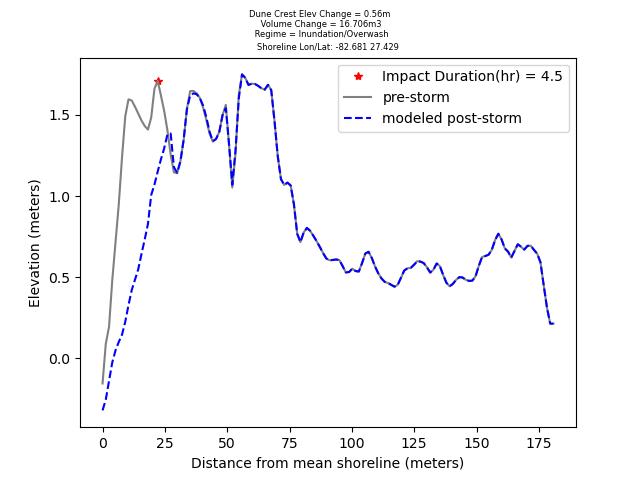 Dune Crest Elev Change = 0.56m
Volume Change = 16.706m3
Regime = Inundation/Overwash
Shoreline Lon/Lat: -82.681 27.429
Impact Duration(hr) = 4.5
pre-storm
modeled post-storm
Elevation (meters)
1.5
1.0
0.5
0.0
0 25 50 75 100 125 150 175
Distance from mean shoreline (meters)